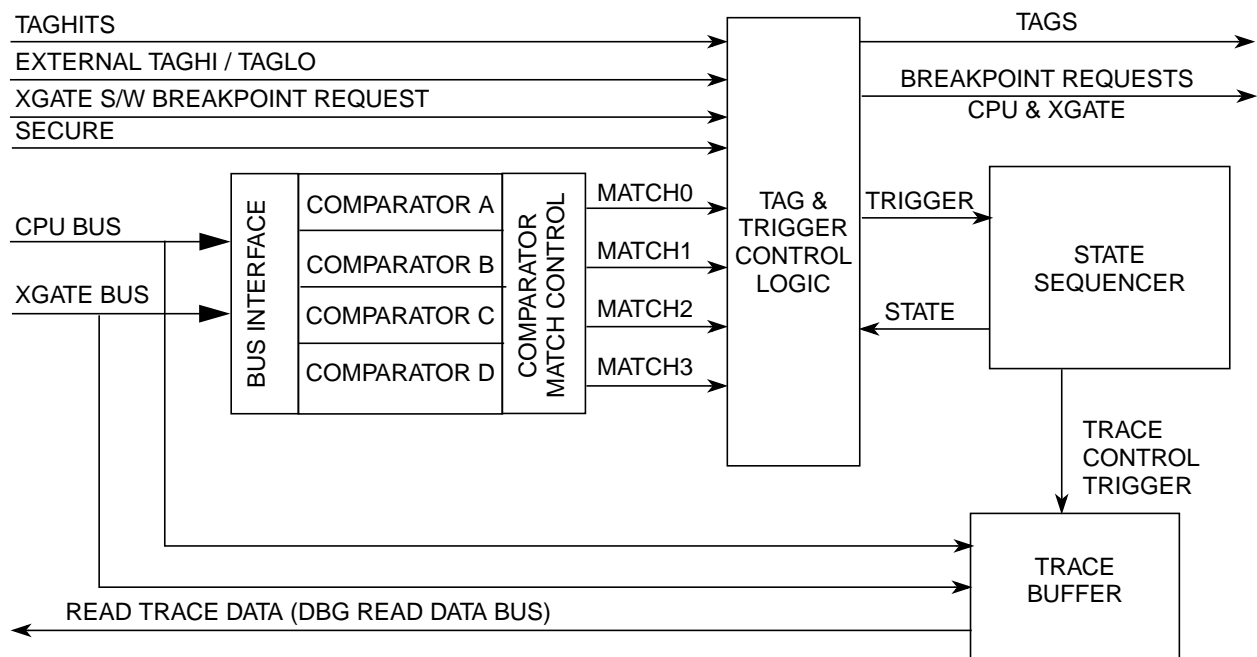 TAGHITS
EXTERNAL TAGHI / TAGLO
XGATE S/W BREAKPOINT REQUEST
SECURE
TAGS
BREAKPOINT REQUESTS
CPU & XGATE
CPU BUS
XGATE BUS
BUS INTERFACE
COMPARATOR A
COMPARATOR B
COMPARATOR C
COMPARATOR D
COMPARATOR
MATCH CONTROL
MATCH0
MATCH1
MATCH2
MATCH3
TAG &
TRIGGER
CONTROL
LOGIC
TRIGGER
STATE
STATE
SEQUENCER
TRACE
CONTROL
TRIGGER
TRACE
BUFFER
READ TRACE DATA (DBG READ DATA BUS)